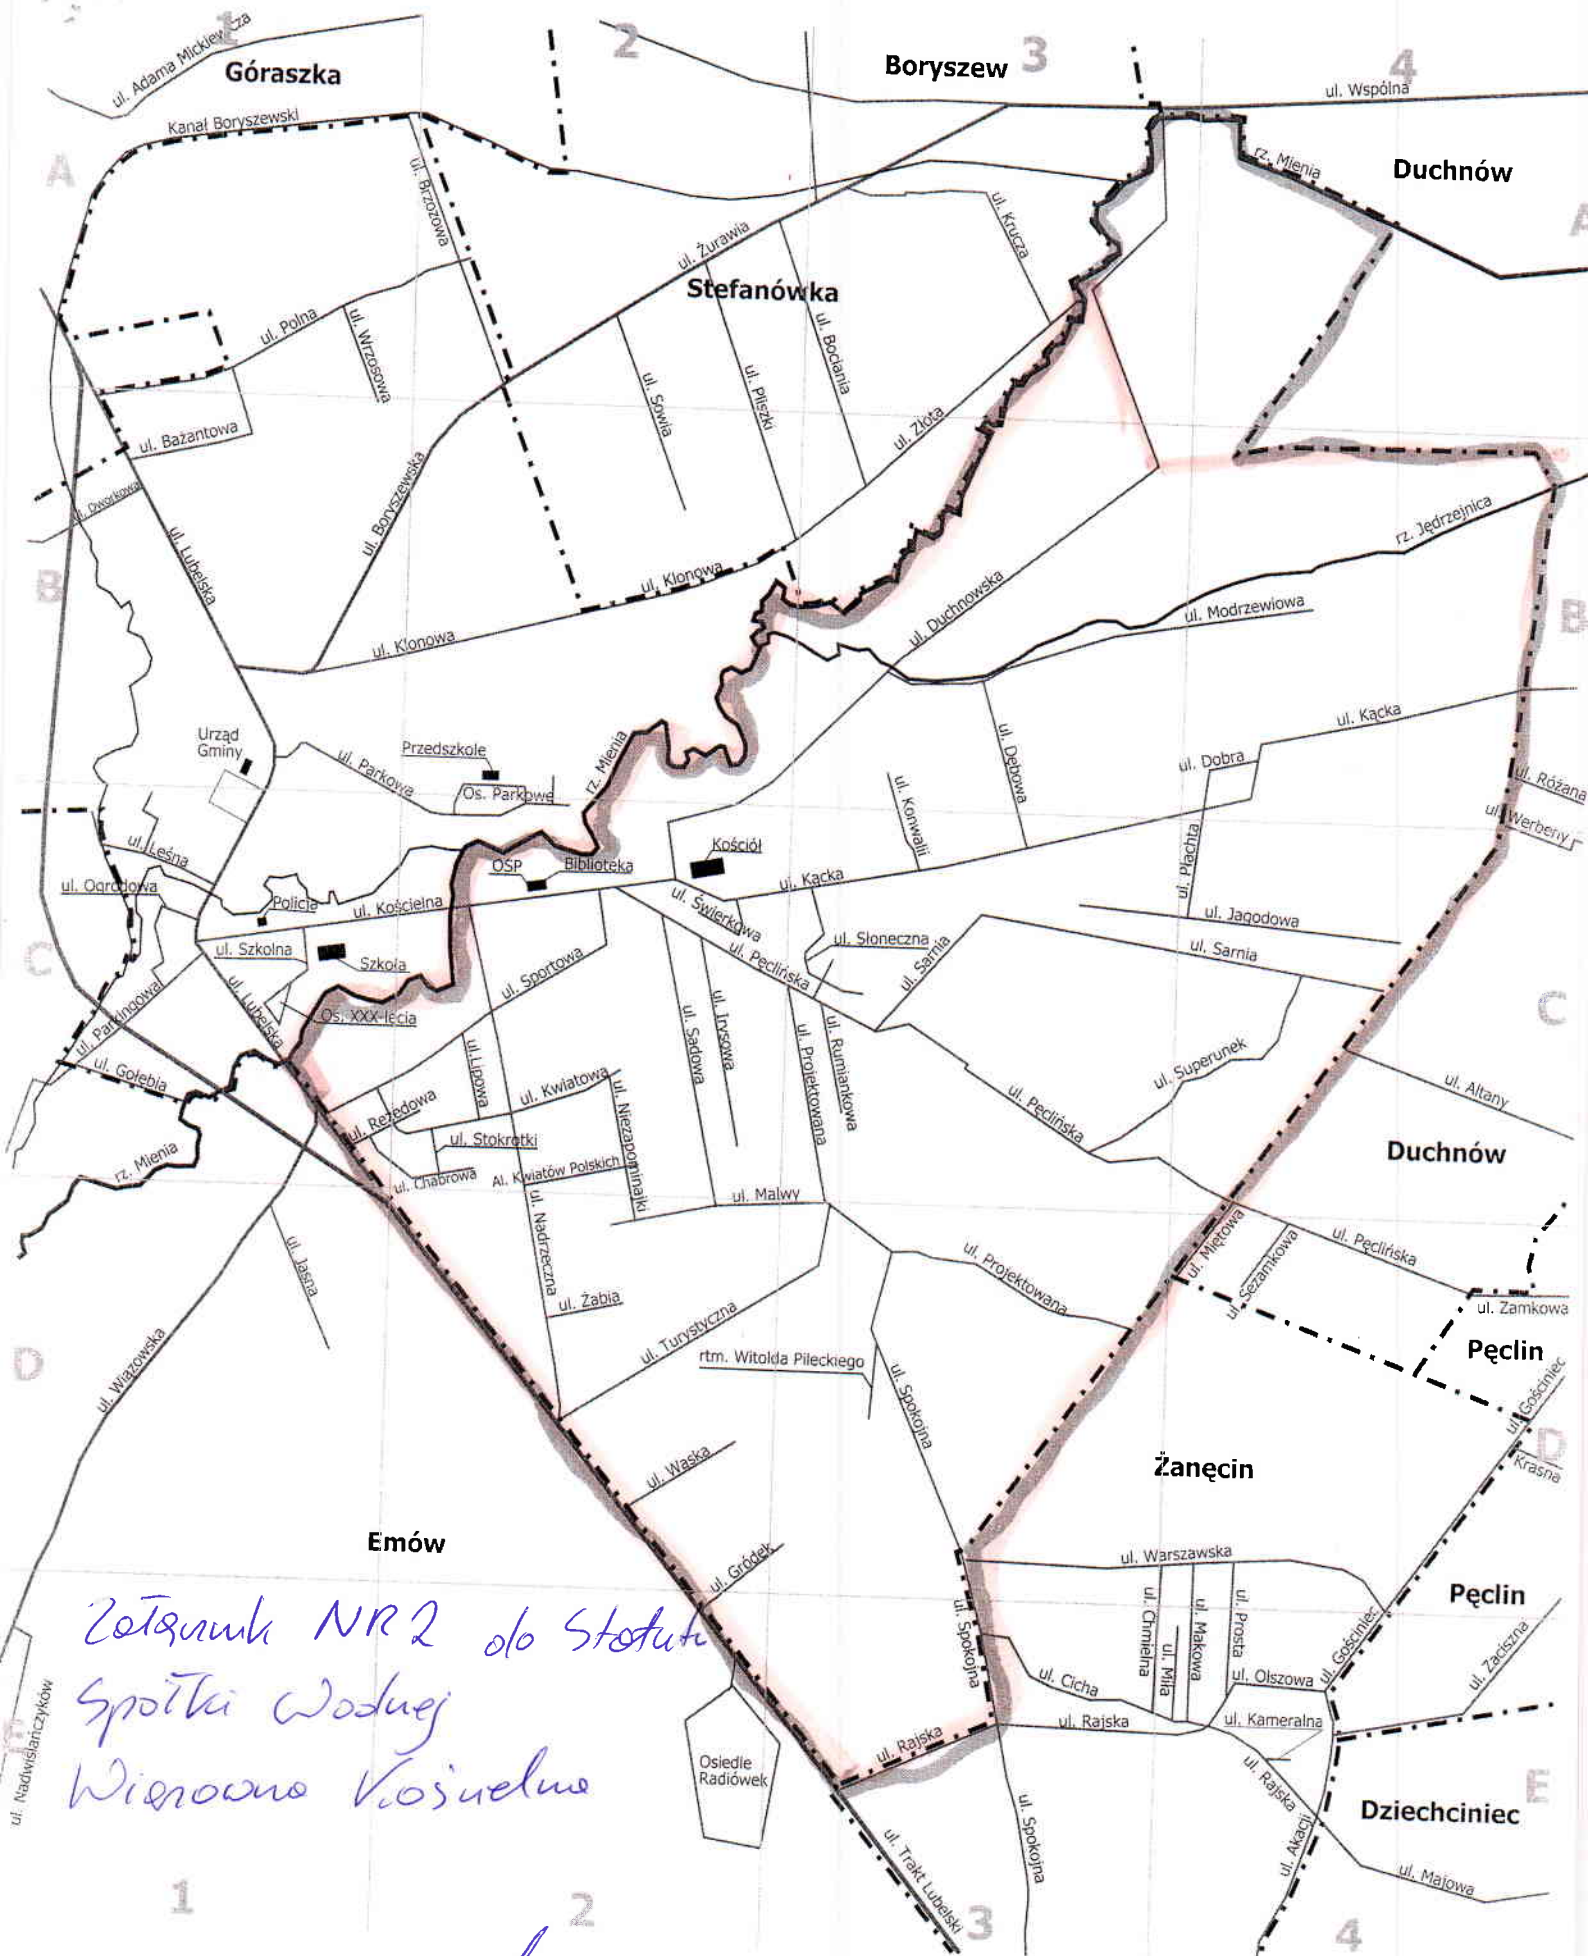 1
2
3
4
ul. Adama Mickiewicza
Góraszka
Boryszew
ul. Wspólna
Kanał Boryszewski
A
ul. Brzozowa
rz. Mienia
Duchnów
A
ul. Krucza
ul. Żurawia
Stefanówka
ul. Polna
ul. Wrzosowa
ul. Bociania
ul. Pliszki
ul. Sowia
ul. Bażantowa
ul. Złota
ul. Dworkowa
ul. Boryszewska
ul. Lubelska
rz. Jędrzejnica
B
ul. Klonowa
ul. Duchnowska
ul. Modrzewiowa
B
ul. Klonowa
Urząd
Gminy
Przedszkole
ul. Parkowa
Os. Parkowe
rz. Mienia
ul. Dębowa
ul. Kącka
ul. Dobra
ul. Różana
ul. Werbeny
ul. Konwalii
ul. Płachta
ul. Leśna
OSP
Biblioteka
Kościół
ul. Ogrodowa
Policja
ul. Kościelna
ul. Kącka
ul. Świerkowa
ul. Jagodowa
C
ul. Szkolna
Szkoła
ul. Sportowa
ul. Pęclińska
ul. Słoneczna
ul. Sarnia
ul. Sarnia
ul. Parkingowa
ul. Lubelska
Os. XXX-lecia
ul. Sadowa
ul. Irysowa
ul. Projektowana
ul. Rumiankowa
C
ul. Gołębia
ul. Lipowa
ul. Kwiatowa
ul. Niezapominajki
ul. Superunek
ul. Altany
ul. Rezedowa
ul. Stokrotki
ul. Pęclińska
rz. Mienia
ul. Chabrowa
Al. Kwiatów Polskich
Duchnów
ul. Malwy
ul. Nadrzeczna
ul. Jasna
ul. Miętowa
ul. Sezamkowa
ul. Pęclińska
ul. Projektowana
ul. Żabia
ul. Zamkowa
D
ul. Wiązowska
ul. Turystyczna
rtm. Witolda Pileckiego
Pęclin
ul. Spokojna
ul. Gościniec
D
Krasna
ul. Wąska
Żanęcin
Emów
ul. Gródek
ul. Warszawska
Pęclin
ul. Spokojna
ul. Chmielna
ul. Miła
ul. Makowa
ul. Prosta
ul. Gościniec
ul. Zaciszna
ul. Cicha
ul. Olszowa
Załącznik NR 2 do Statutu
Spółki Wodnej
Wiązowna Kościelna
ul. Nadwiślańczyków
E
ul. Rajska
ul. Rajska
ul. Kameralna
Osiedle
Radiówek
ul. Rajska
E
Dziechciniec
ul. Spokojna
ul. Akacji
ul. Trakt Lubelski
ul. Majowa
1
2
3
4